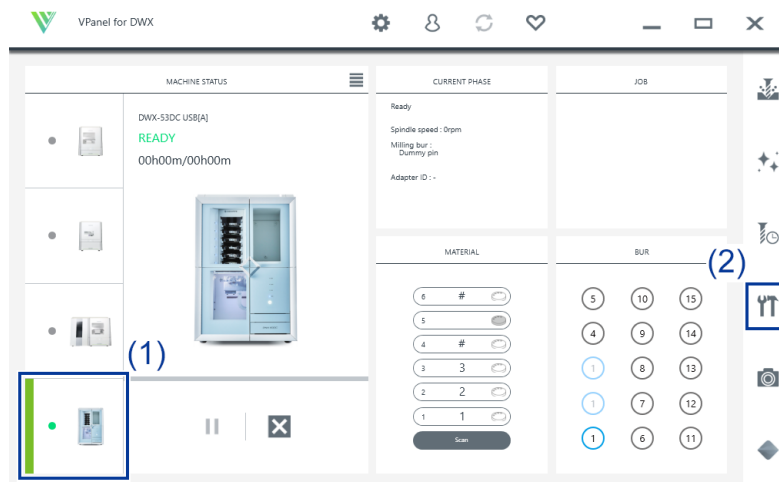 VPanel for DWX
MACHINE STATUS
DWX-53DC USB[A]
READY
00h00m/00h00m
(1)
CURRENT PHASE
Ready
Spindle speed : 0rpm
Milling bur :
Dummy pin
Adapter ID : -
JOB
MATERIAL
6 #
5
4 #
3 3
2 2
1 1
Scan
BUR
(2)
5 10 15
4 9 14
1 8 13
1 7 12
1 6 11